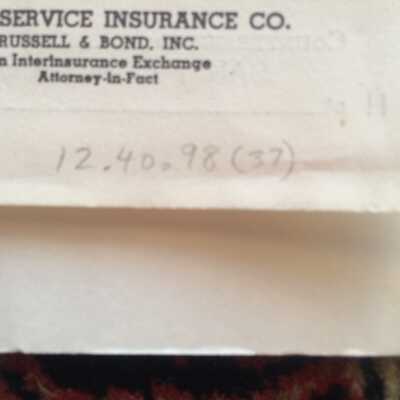 SERVICE INSURANCE CO.
RUSSELL & BOND, INC.
n Interinsurance Exchange
Attorney-in-Fact
12.40.98 (37)